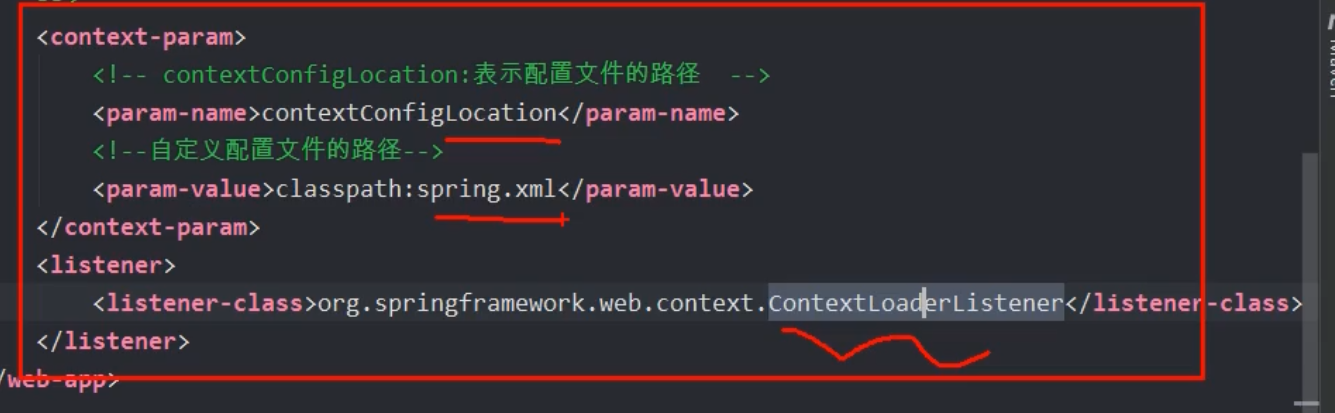 <context-param>
<!-- contextConfigLocation:表示配置文件的路径  -->
<param-name>contextConfigLocation</param-name>
<!--自定义配置文件的路径-->
<param-value>classpath:spring.xml</param-value>
</context-param>
<listener>
<listener-class>org.springframework.web.context.ContextLoaderListener</listener-class>
</listener>
/web-app>